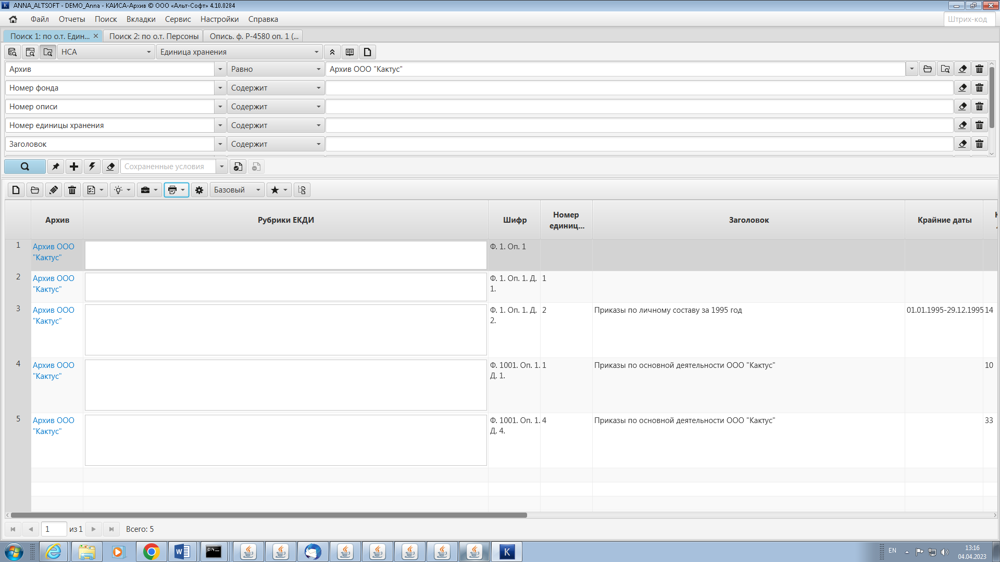 ANNA_ALTSOFT - DEMO_Anna - КАИСА-Архив © ООО «Альт-Софт» 4.10.0284
Файл Отчеты Поиск Вкладки Сервис Настройки Справка Штрих-код
Поиск 1: по о.т. Един... Поиск 2: по о.т. Персоны Опись. ф. Р-4580 оп. 1 (...
НСА Единица хранения
Архив Равно Архив ООО "Кактус"
Номер фонда Содержит
Номер описи Содержит
Номер единицы хранения Содержит
Заголовок Содержит
Сохраненные условия
Базовый
Архив Рубрики ЕКДИ Шифр Номер единиц... Заголовок Крайние даты
1 Архив ООО "Кактус" Ф. 1. Оп. 1
2 Архив ООО "Кактус" Ф. 1. Оп. 1. Д. 1. 1
3 Архив ООО "Кактус" Ф. 1. Оп. 1. Д. 2. 2 Приказы по личному составу за 1995 год 01.01.1995-29.12.1995 14
4 Архив ООО "Кактус" Ф. 1001. Оп. 1. Д. 1. 1 Приказы по основной деятельности ООО "Кактус" 10
5 Архив ООО "Кактус" Ф. 1001. Оп. 1. Д. 4. 4 Приказы по основной деятельности ООО "Кактус" 33
1 из 1 Всего: 5
EN 13:16
04.04.2023